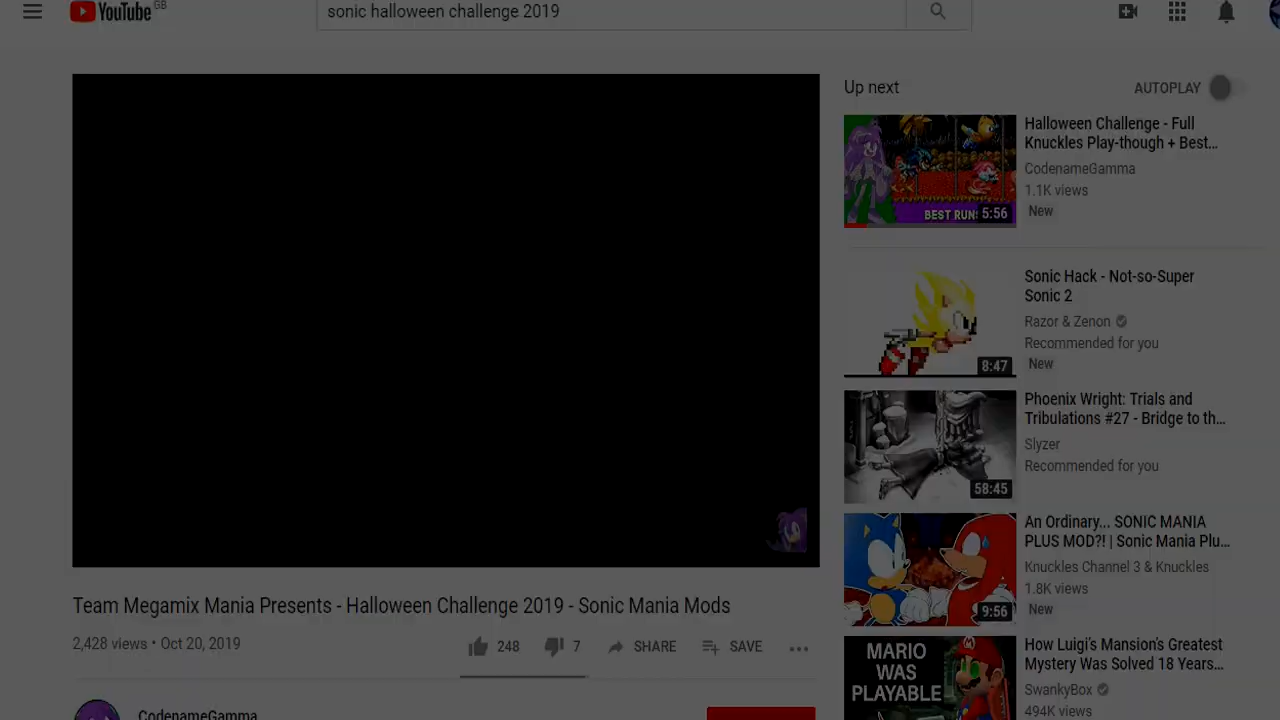 YouTube GB
sonic halloween challenge 2019
Up next
AUTOPLAY
Halloween Challenge - Full
Knuckles Play-though + Best...
CodenameGamma
1.1K views
New
BEST RUN:
5:56
Sonic Hack - Not-so-Super
Sonic 2
Razor & Zenon
Recommended for you
New
8:47
Phoenix Wright: Trials and
Tribulations #27 - Bridge to th...
Slyzer
Recommended for you
58:45
An Ordinary... SONIC MANIA
PLUS MOD?! | Sonic Mania Plu...
Knuckles Channel 3 & Knuckles
1.8K views
New
9:56
How Luigi's Mansion's Greatest
Mystery Was Solved 18 Years...
SwankyBox
494K views
MARIO
WAS
PLAYABLE
Team Megamix Mania Presents - Halloween Challenge 2019 - Sonic Mania Mods
2,428 views • Oct 20, 2019
248
7
SHARE
SAVE
CodenameGamma